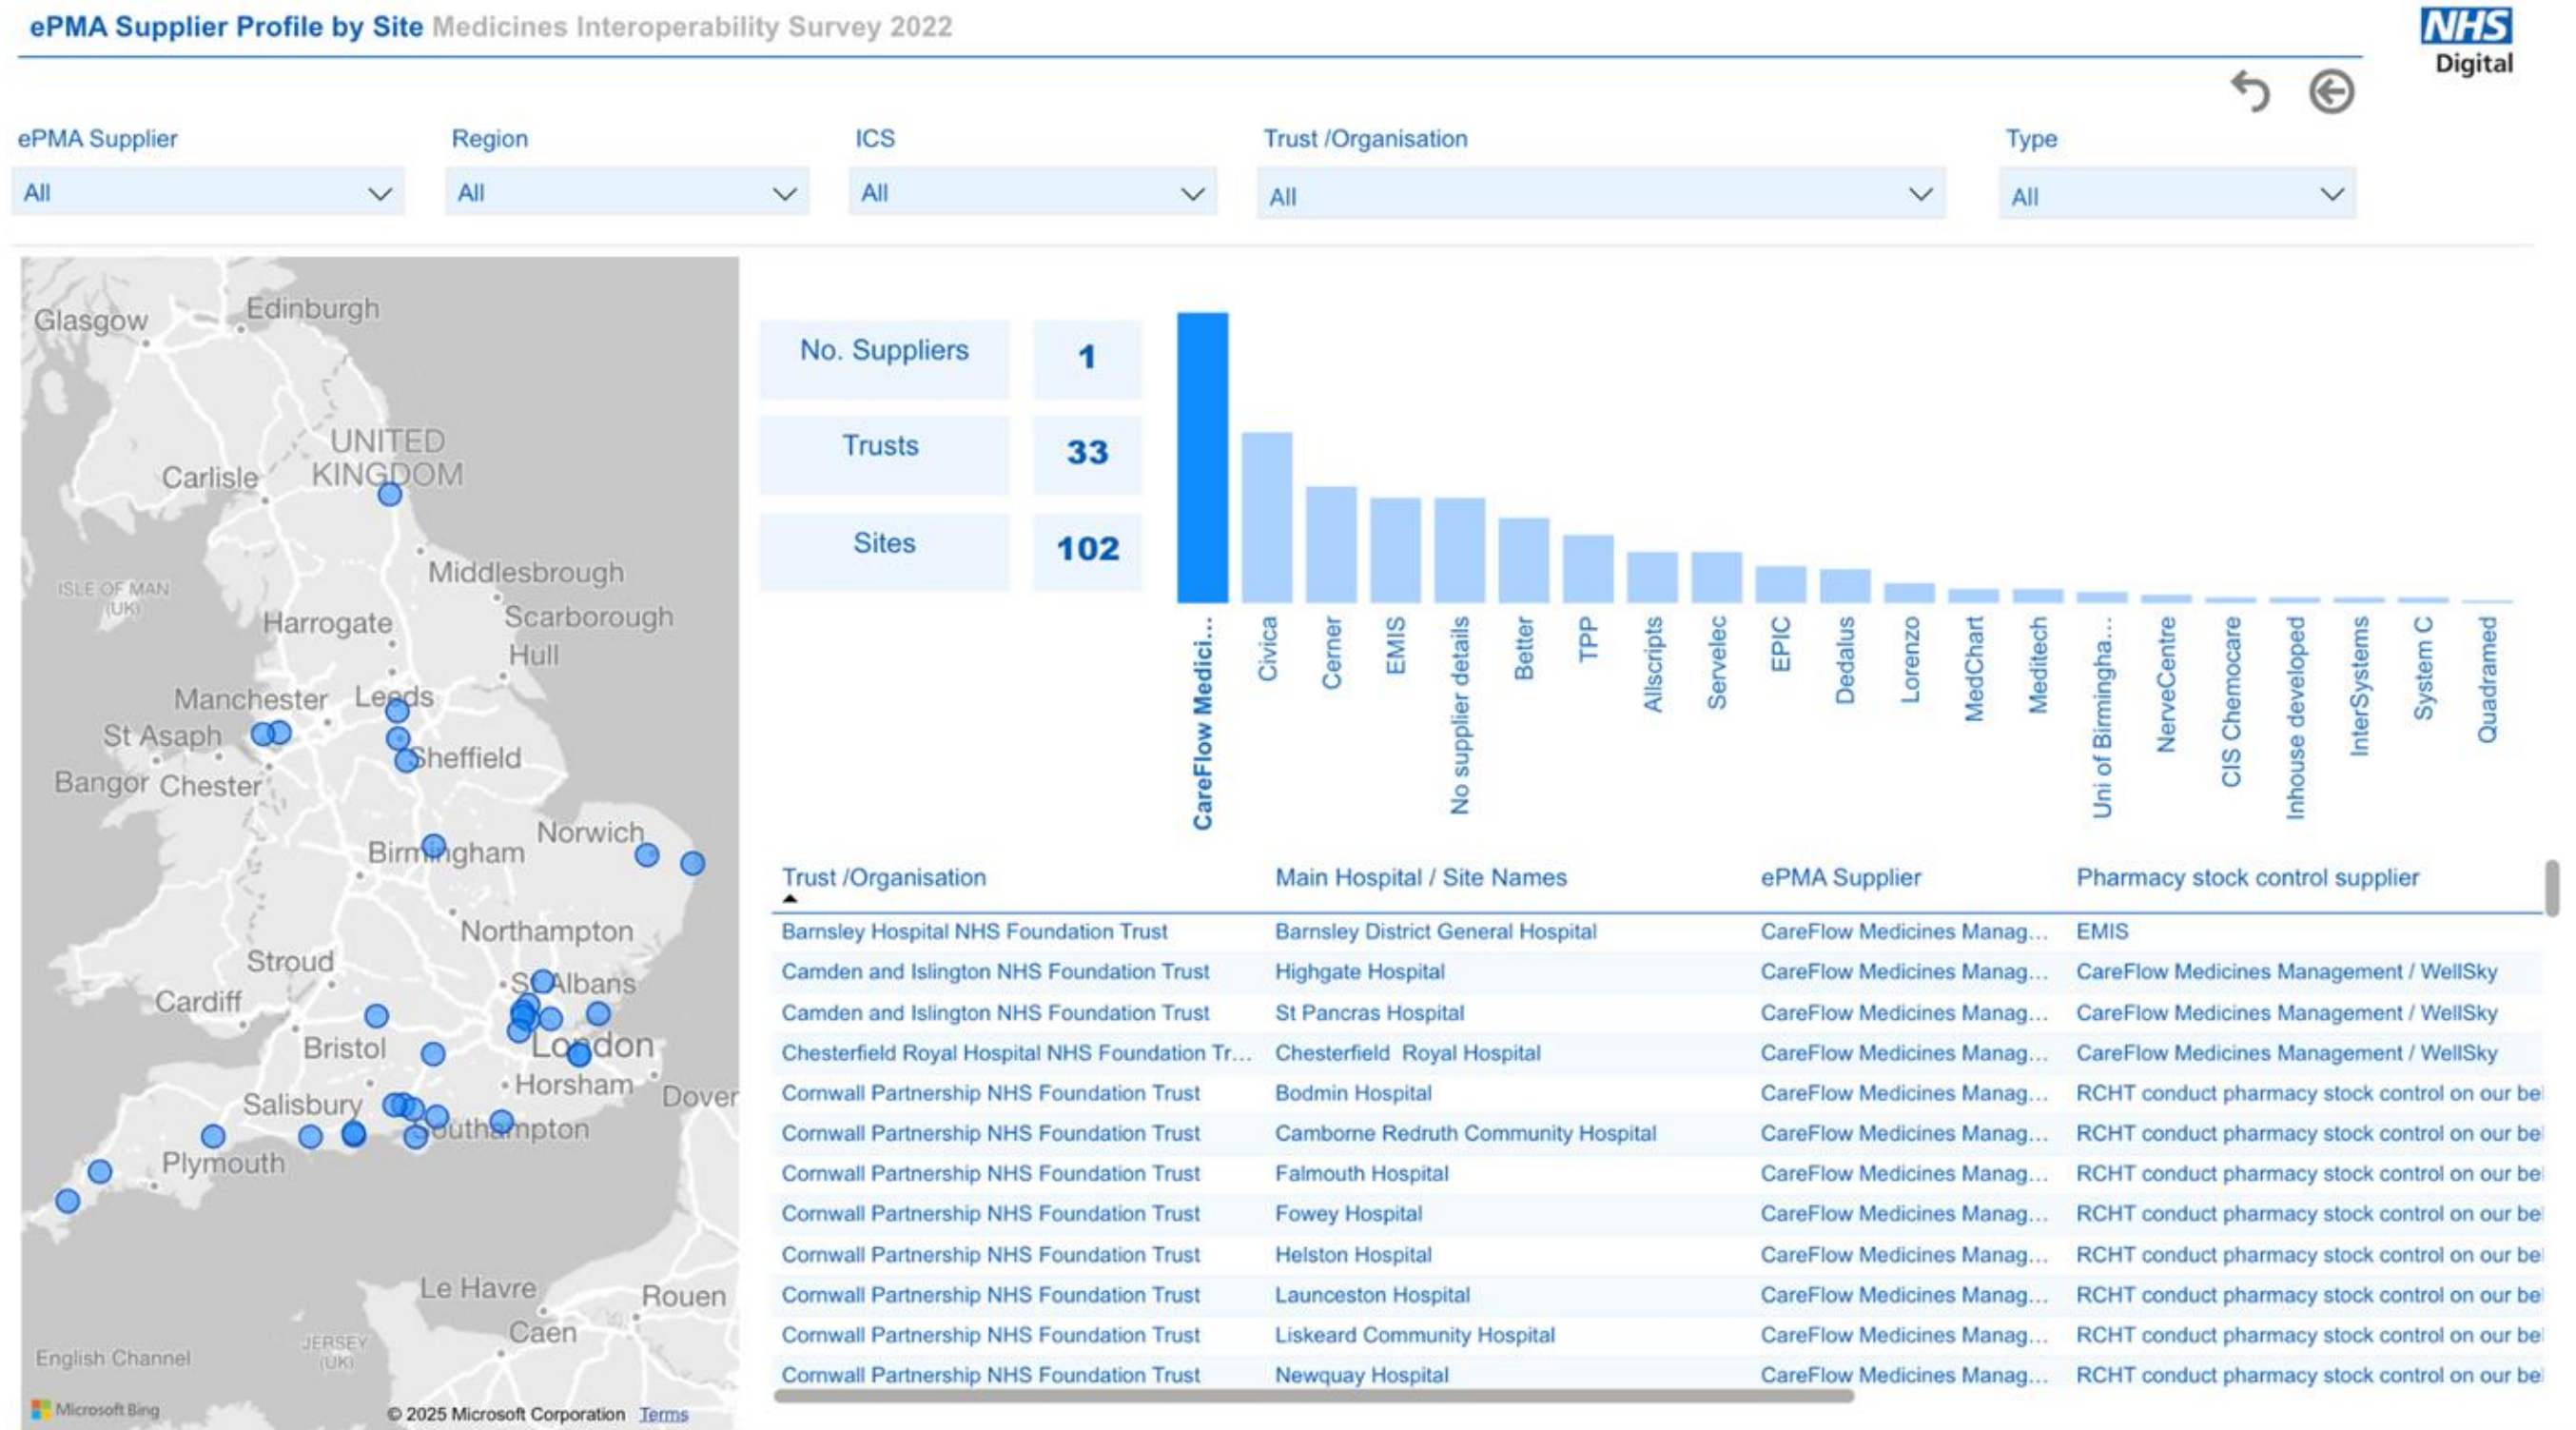 ePMA Supplier Profile by Site Medicines Interoperability Survey 2022
NHS
Digital
ePMA Supplier
Region
ICS
Trust /Organisation
Type
All
All
All
All
All
Glasgow
Edinburgh
UNITED
KINGDOM
Carlisle
ISLE OF MAN
(UK)
Middlesbrough
Scarborough
Harrogate
Hull
Manchester
Leeds
St Asaph
Sheffield
Bangor
Chester
Norwich
Birmingham
Northampton
Stroud
St Albans
Cardiff
Bristol
London
Horsham
Dover
Salisbury
Southampton
Plymouth
Le Havre
Rouen
Caen
JERSEY
(UK)
English Channel
Microsoft Bing
© 2025 Microsoft Corporation Terms
No. Suppliers 1
Trusts 33
Sites 102
CareFlow Medici...
Civica
Cerner
EMIS
No supplier details
Better
TPP
Allscripts
Servelec
EPIC
Dedalus
Lorenzo
MedChart
Meditech
Uni of Birmingha...
NerveCentre
CIS Chemocare
Inhouse developed
InterSystems
System C
Quadramed
Trust /Organisation Main Hospital / Site Names ePMA Supplier Pharmacy stock control supplier
Barnsley Hospital NHS Foundation Trust Barnsley District General Hospital CareFlow Medicines Manag... EMIS
Camden and Islington NHS Foundation Trust Highgate Hospital CareFlow Medicines Manag... CareFlow Medicines Management / WellSky
Camden and Islington NHS Foundation Trust St Pancras Hospital CareFlow Medicines Manag... CareFlow Medicines Management / WellSky
Chesterfield Royal Hospital NHS Foundation Tr... Chesterfield Royal Hospital CareFlow Medicines Manag... CareFlow Medicines Management / WellSky
Cornwall Partnership NHS Foundation Trust Bodmin Hospital CareFlow Medicines Manag... RCHT conduct pharmacy stock control on our be
Cornwall Partnership NHS Foundation Trust Camborne Redruth Community Hospital CareFlow Medicines Manag... RCHT conduct pharmacy stock control on our be
Cornwall Partnership NHS Foundation Trust Falmouth Hospital CareFlow Medicines Manag... RCHT conduct pharmacy stock control on our be
Cornwall Partnership NHS Foundation Trust Fowey Hospital CareFlow Medicines Manag... RCHT conduct pharmacy stock control on our be
Cornwall Partnership NHS Foundation Trust Helston Hospital CareFlow Medicines Manag... RCHT conduct pharmacy stock control on our be
Cornwall Partnership NHS Foundation Trust Launceston Hospital CareFlow Medicines Manag... RCHT conduct pharmacy stock control on our be
Cornwall Partnership NHS Foundation Trust Liskeard Community Hospital CareFlow Medicines Manag... RCHT conduct pharmacy stock control on our be
Cornwall Partnership NHS Foundation Trust Newquay Hospital CareFlow Medicines Manag... RCHT conduct pharmacy stock control on our be